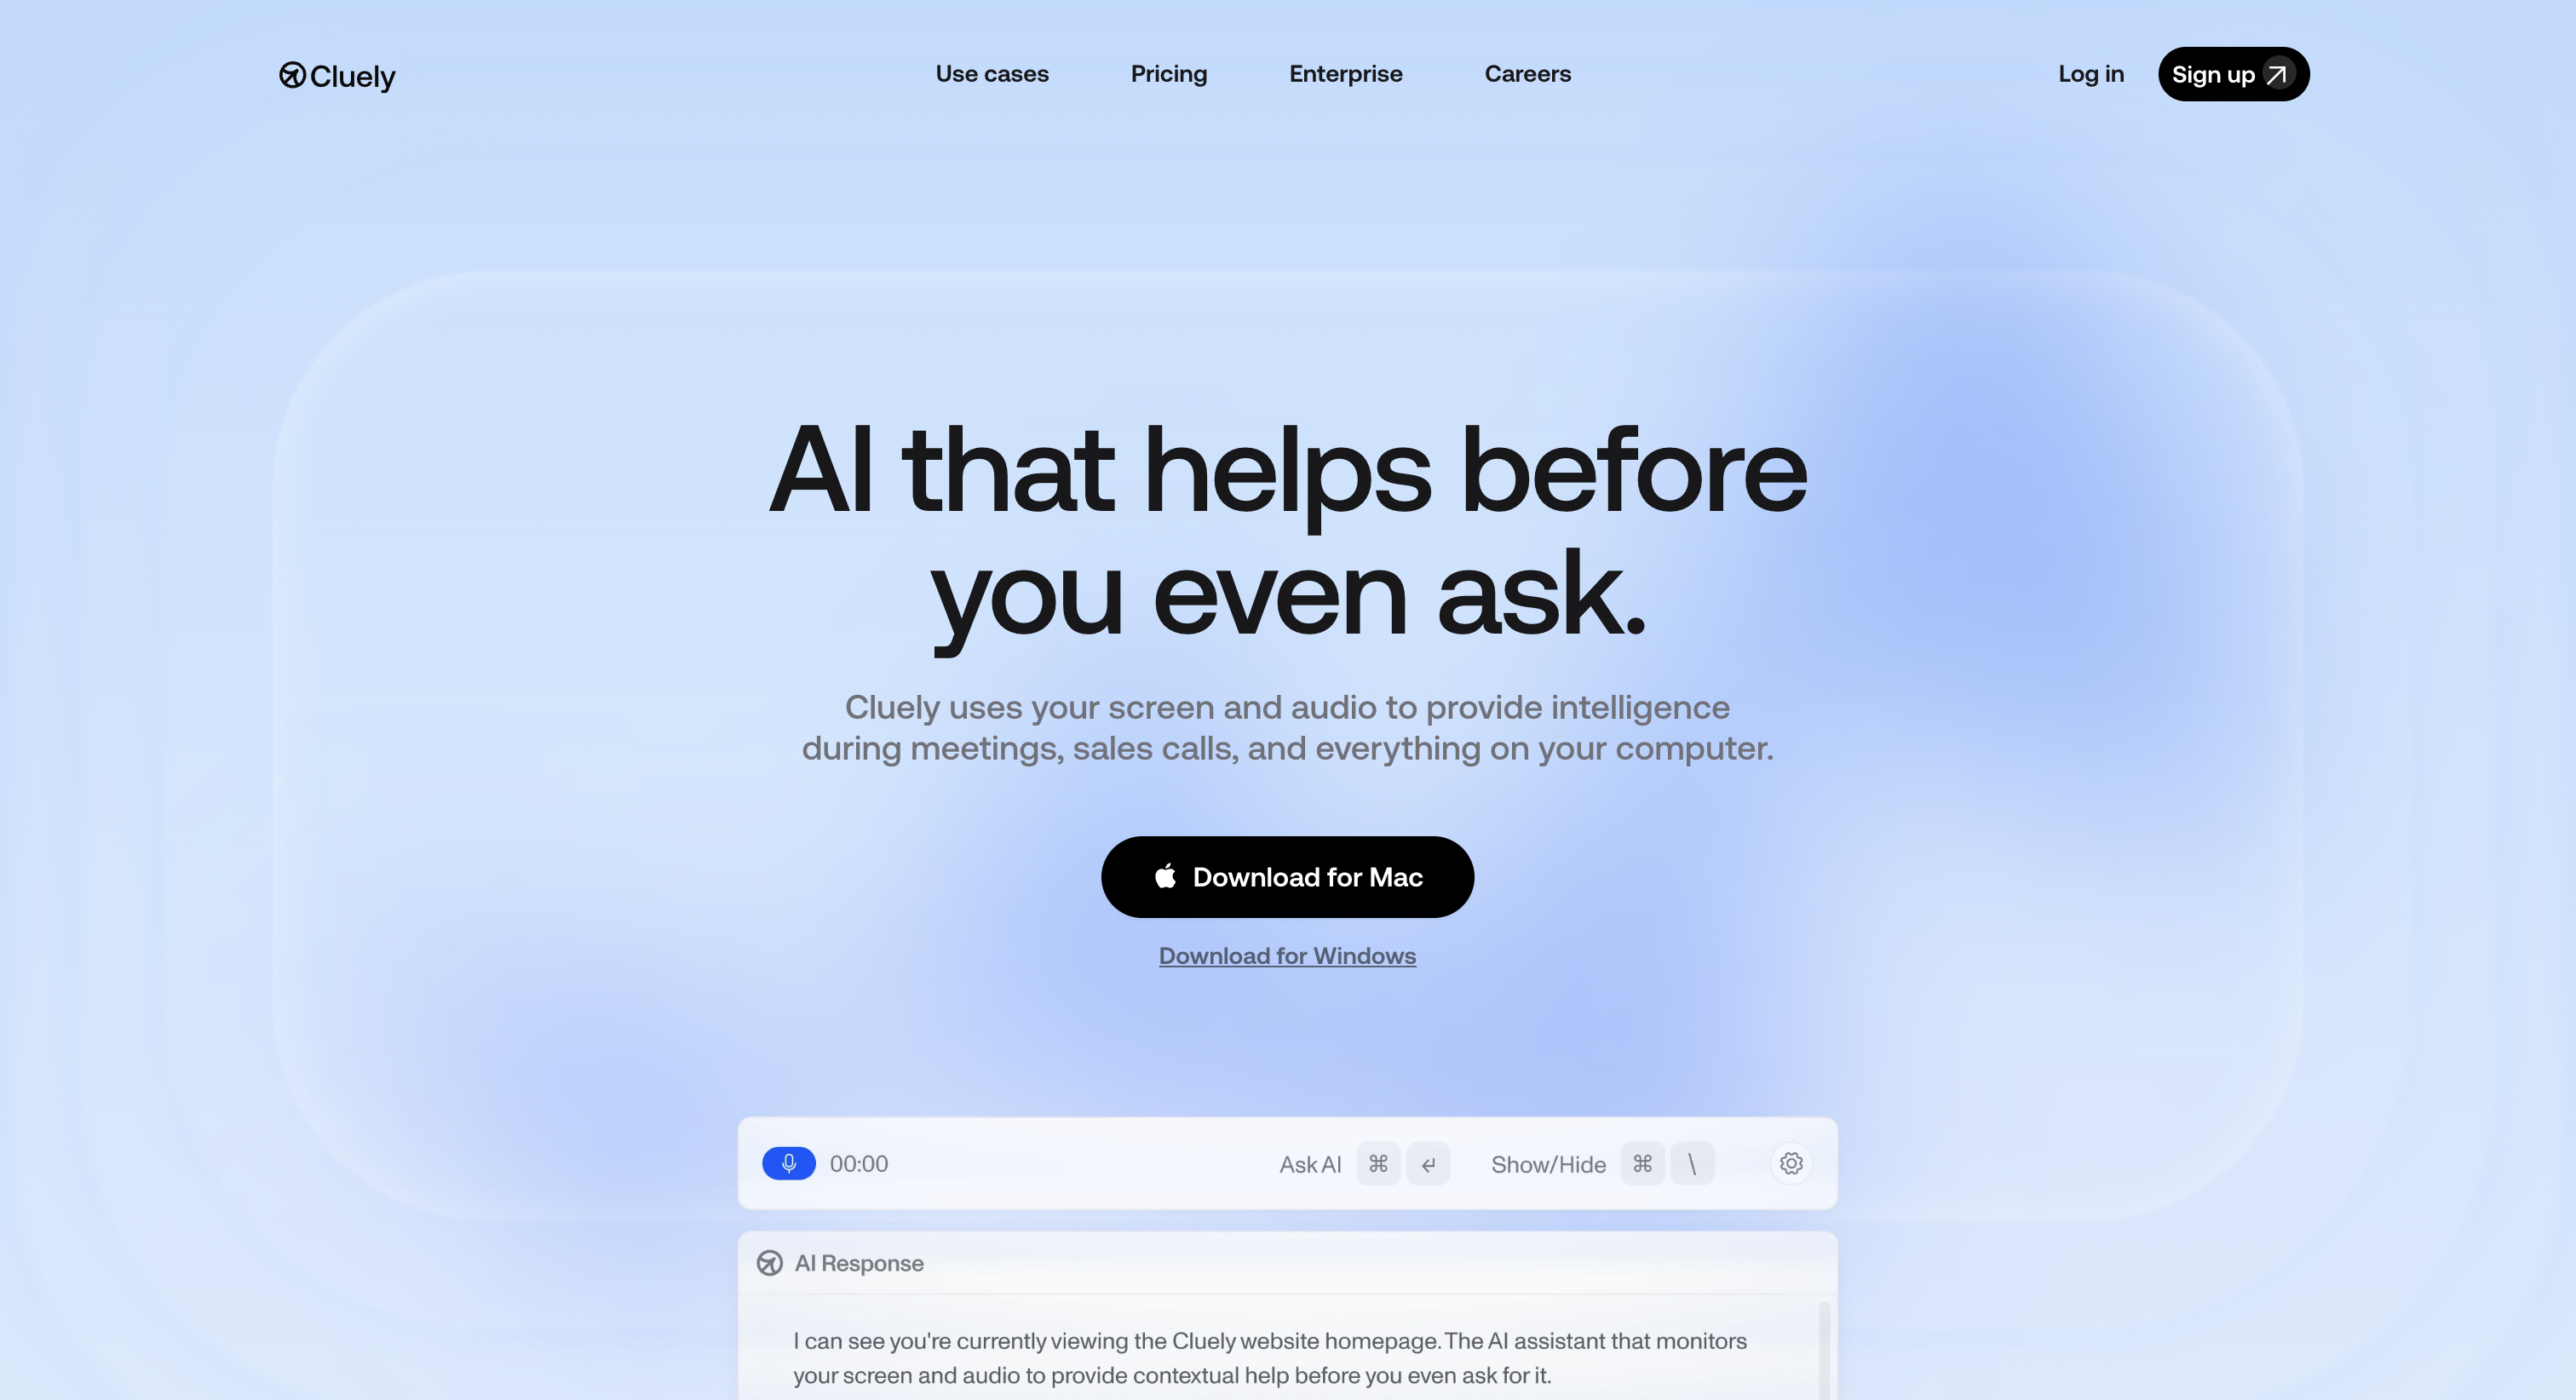 Cluely
Use cases
Pricing
Enterprise
Careers
Log in
Sign up
AI that helps before
you even ask.
Cluely uses your screen and audio to provide intelligence
during meetings, sales calls, and everything on your computer.
Download for Mac
Download for Windows
00:00
Ask AI ⌘ ↵
Show/Hide ⌘ \
AI Response
I can see you're currently viewing the Cluely website homepage. The AI assistant that monitors
your screen and audio to provide contextual help before you even ask for it.